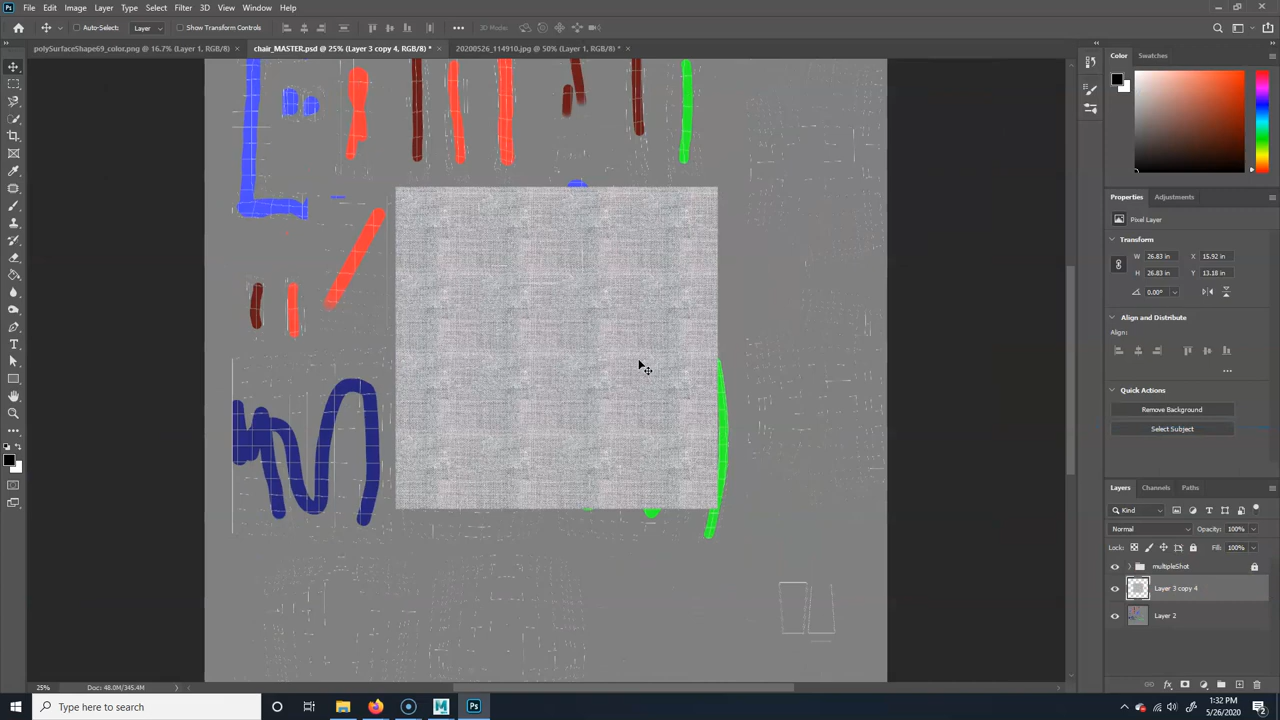 File Edit Image Layer Type Select Filter 3D View Window Help
Auto-Select: Layer Show Transform Controls 3D Mode:
polySurfaceShape69_color.png @ 16.7% (Layer 1, RGB/8) × chair_MASTER.psd @ 25% (Layer 3 copy 4, RGB/8) * × 20200526_114910.jpg @ 50% (Layer 1, RGB/8) * ×
Color Swatches
Properties Adjustments
Pixel Layer
Transform
W 26.83 in X 15.92 in
H 26.83 in Y 13.18 in
0.00°
Align and Distribute
Align:
Quick Actions
Remove Background
Select Subject
Layers Channels Paths
Kind
Normal Opacity: 100%
Lock: Fill: 100%
multipleShot
Layer 3 copy 4
Layer 2
25% Doc: 48.0M/345.4M
Type here to search
1:32 PM
5/26/2020